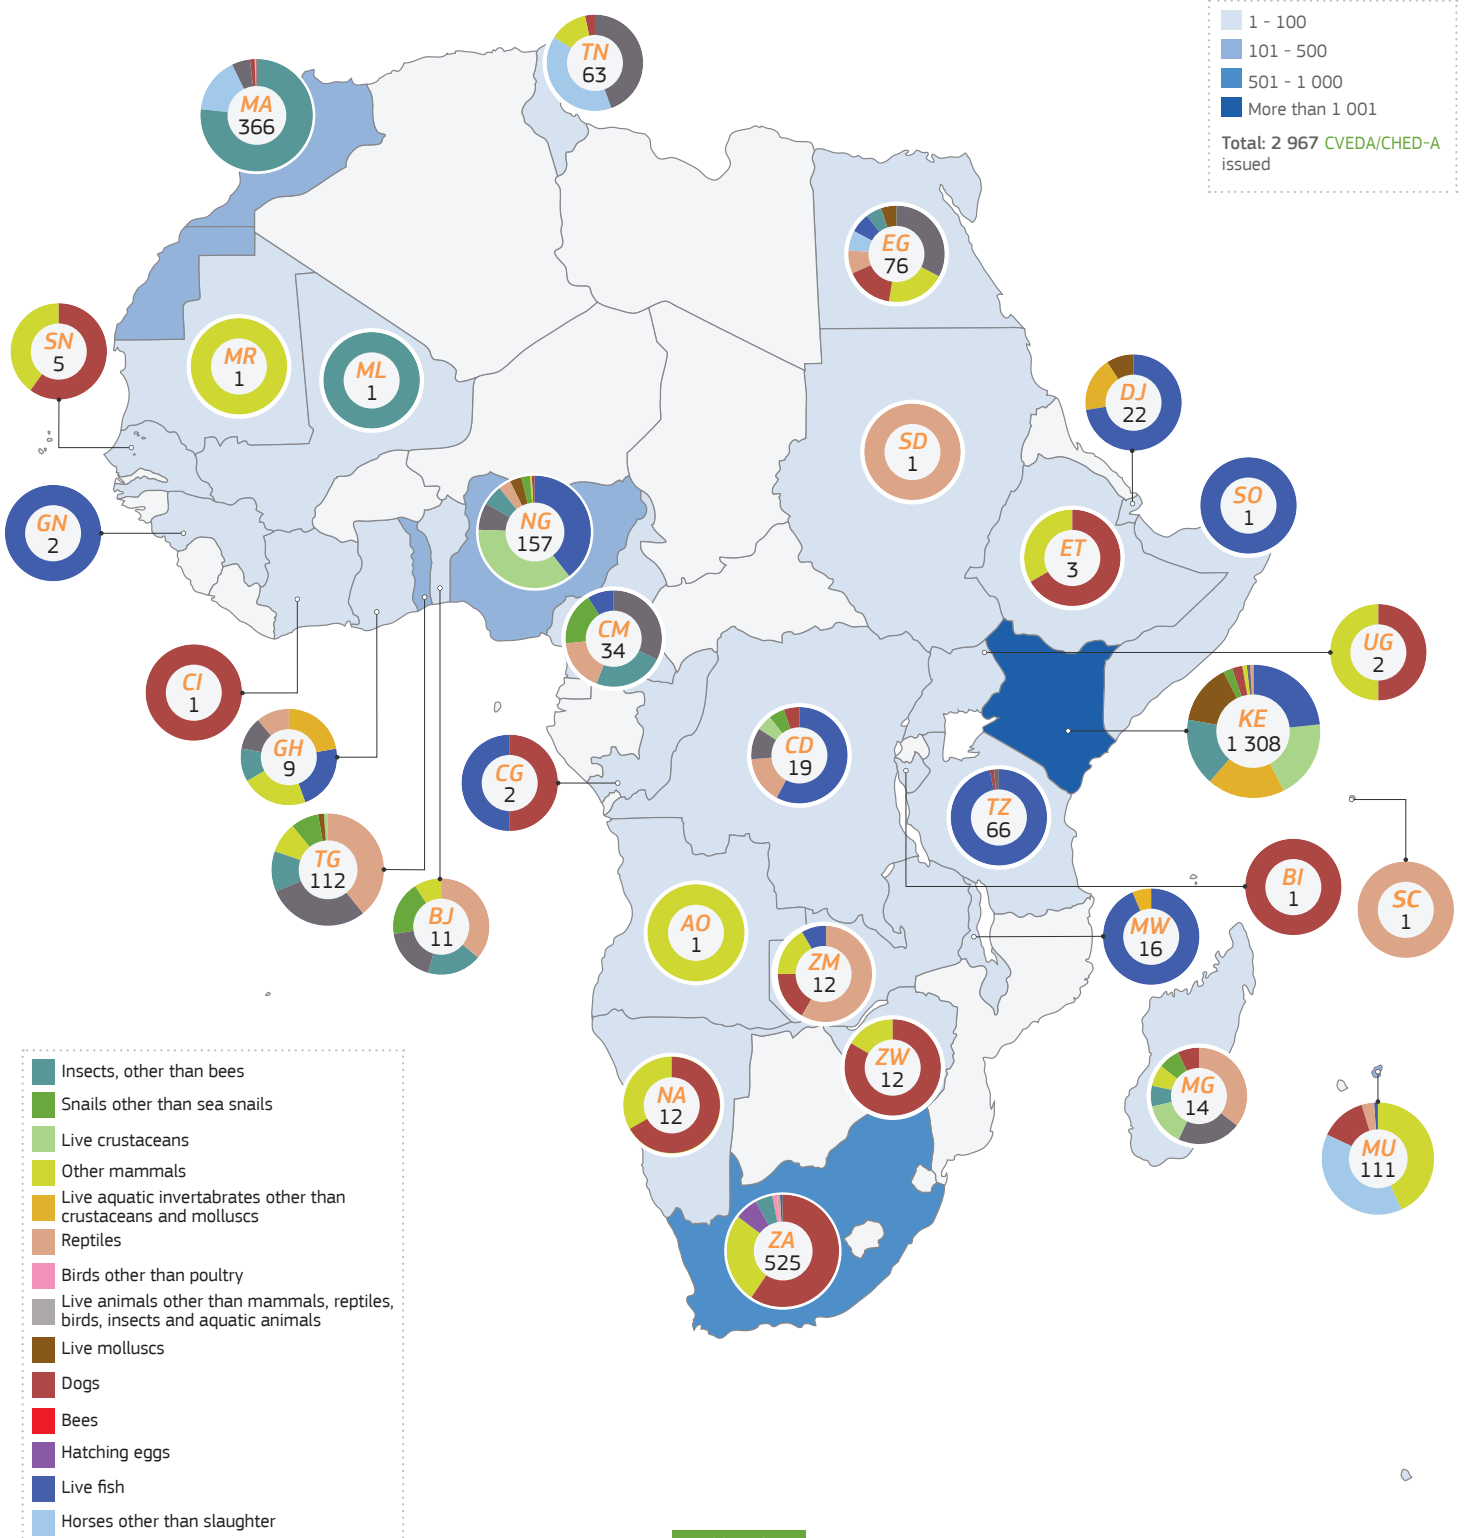 1 - 100
101 - 500
501 - 1 000
More than 1 001
Total: 2 967 CVEDA/CHED-A
issued
TN
63
MA
366
EG
76
SN
5
MR
1
ML
1
DJ
22
SD
1
SO
1
GN
2
NG
157
ET
3
CM
34
UG
2
CI
1
KE
1 308
GH
9
CG
2
CD
19
TZ
66
TG
112
BJ
11
BI
1
SC
1
AO
1
MW
16
ZM
12
ZW
12
NA
12
MG
14
MU
111
ZA
525
Insects, other than bees
Snails other than sea snails
Live crustaceans
Other mammals
Live aquatic invertabrates other than
crustaceans and molluscs
Reptiles
Birds other than poultry
Live animals other than mammals, reptiles,
birds, insects and aquatic animals
Live molluscs
Dogs
Bees
Hatching eggs
Live fish
Horses other than slaughter